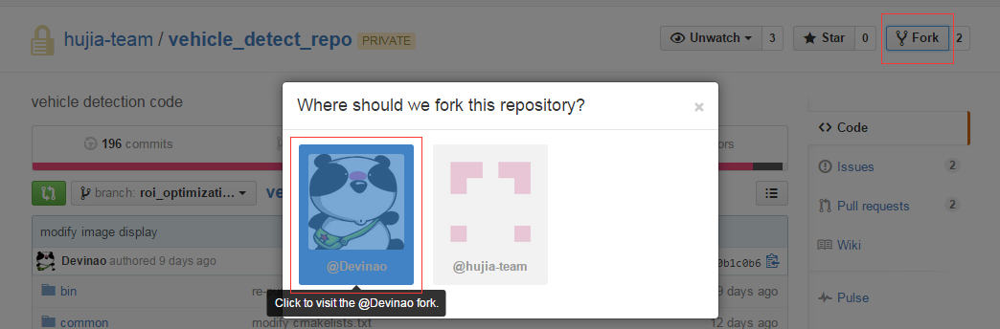 hujia-team / vehicle_detect_repo PRIVATE
Unwatch 3 Star 0 Fork 2
vehicle detection code
Where should we fork this repository? ×
196 commits
ors
Code
Issues 2
Pull requests 2
Wiki
Pulse
branch: roi_optimizati... ve
modify image display
Devinao authored 9 days ago
0b1c0b6
@Devinao
@hujia-team
bin
re-
9 days ago
Click to visit the @Devinao fork.
common
modify cmakelists.txt
12 days ago